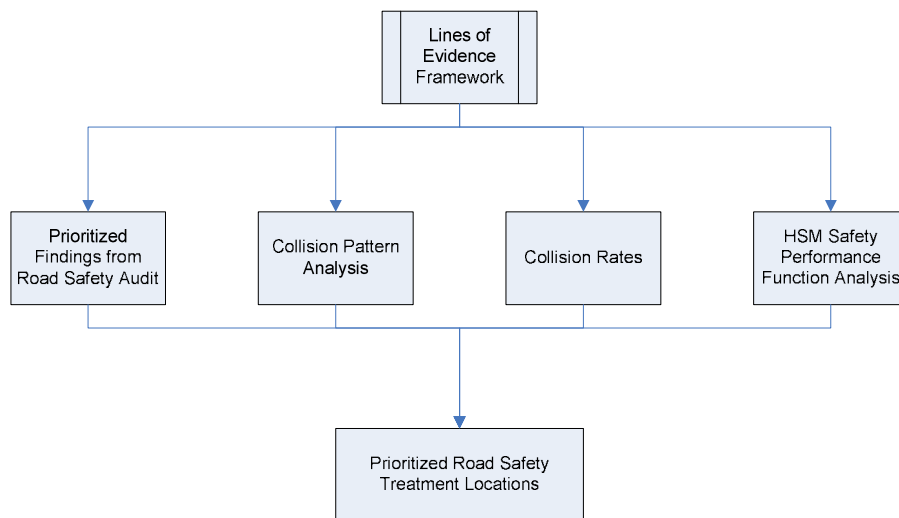 Lines of
Evidence
Framework
Prioritized
Findings from
Road Safety Audit
Collision Pattern
Analysis
Collision Rates
HSM Safety
Performance
Function Analysis
Prioritized Road Safety
Treatment Locations